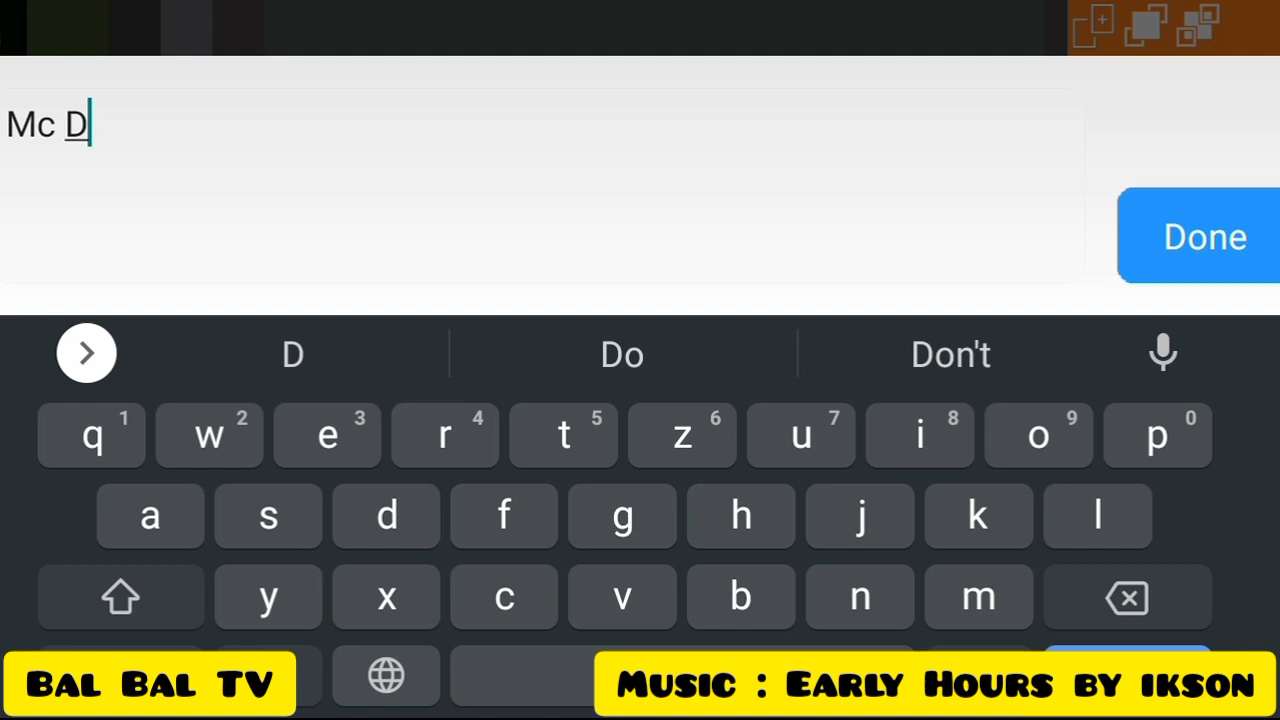 Mc D
Done
D Do Don't
q 1 w 2 e 3 r 4 t 5 z 6 u 7 i 8 o 9 p 0
a s d f g h j k l
y x c v b n m
Bal Bal TV
Music : Early Hours by ikson